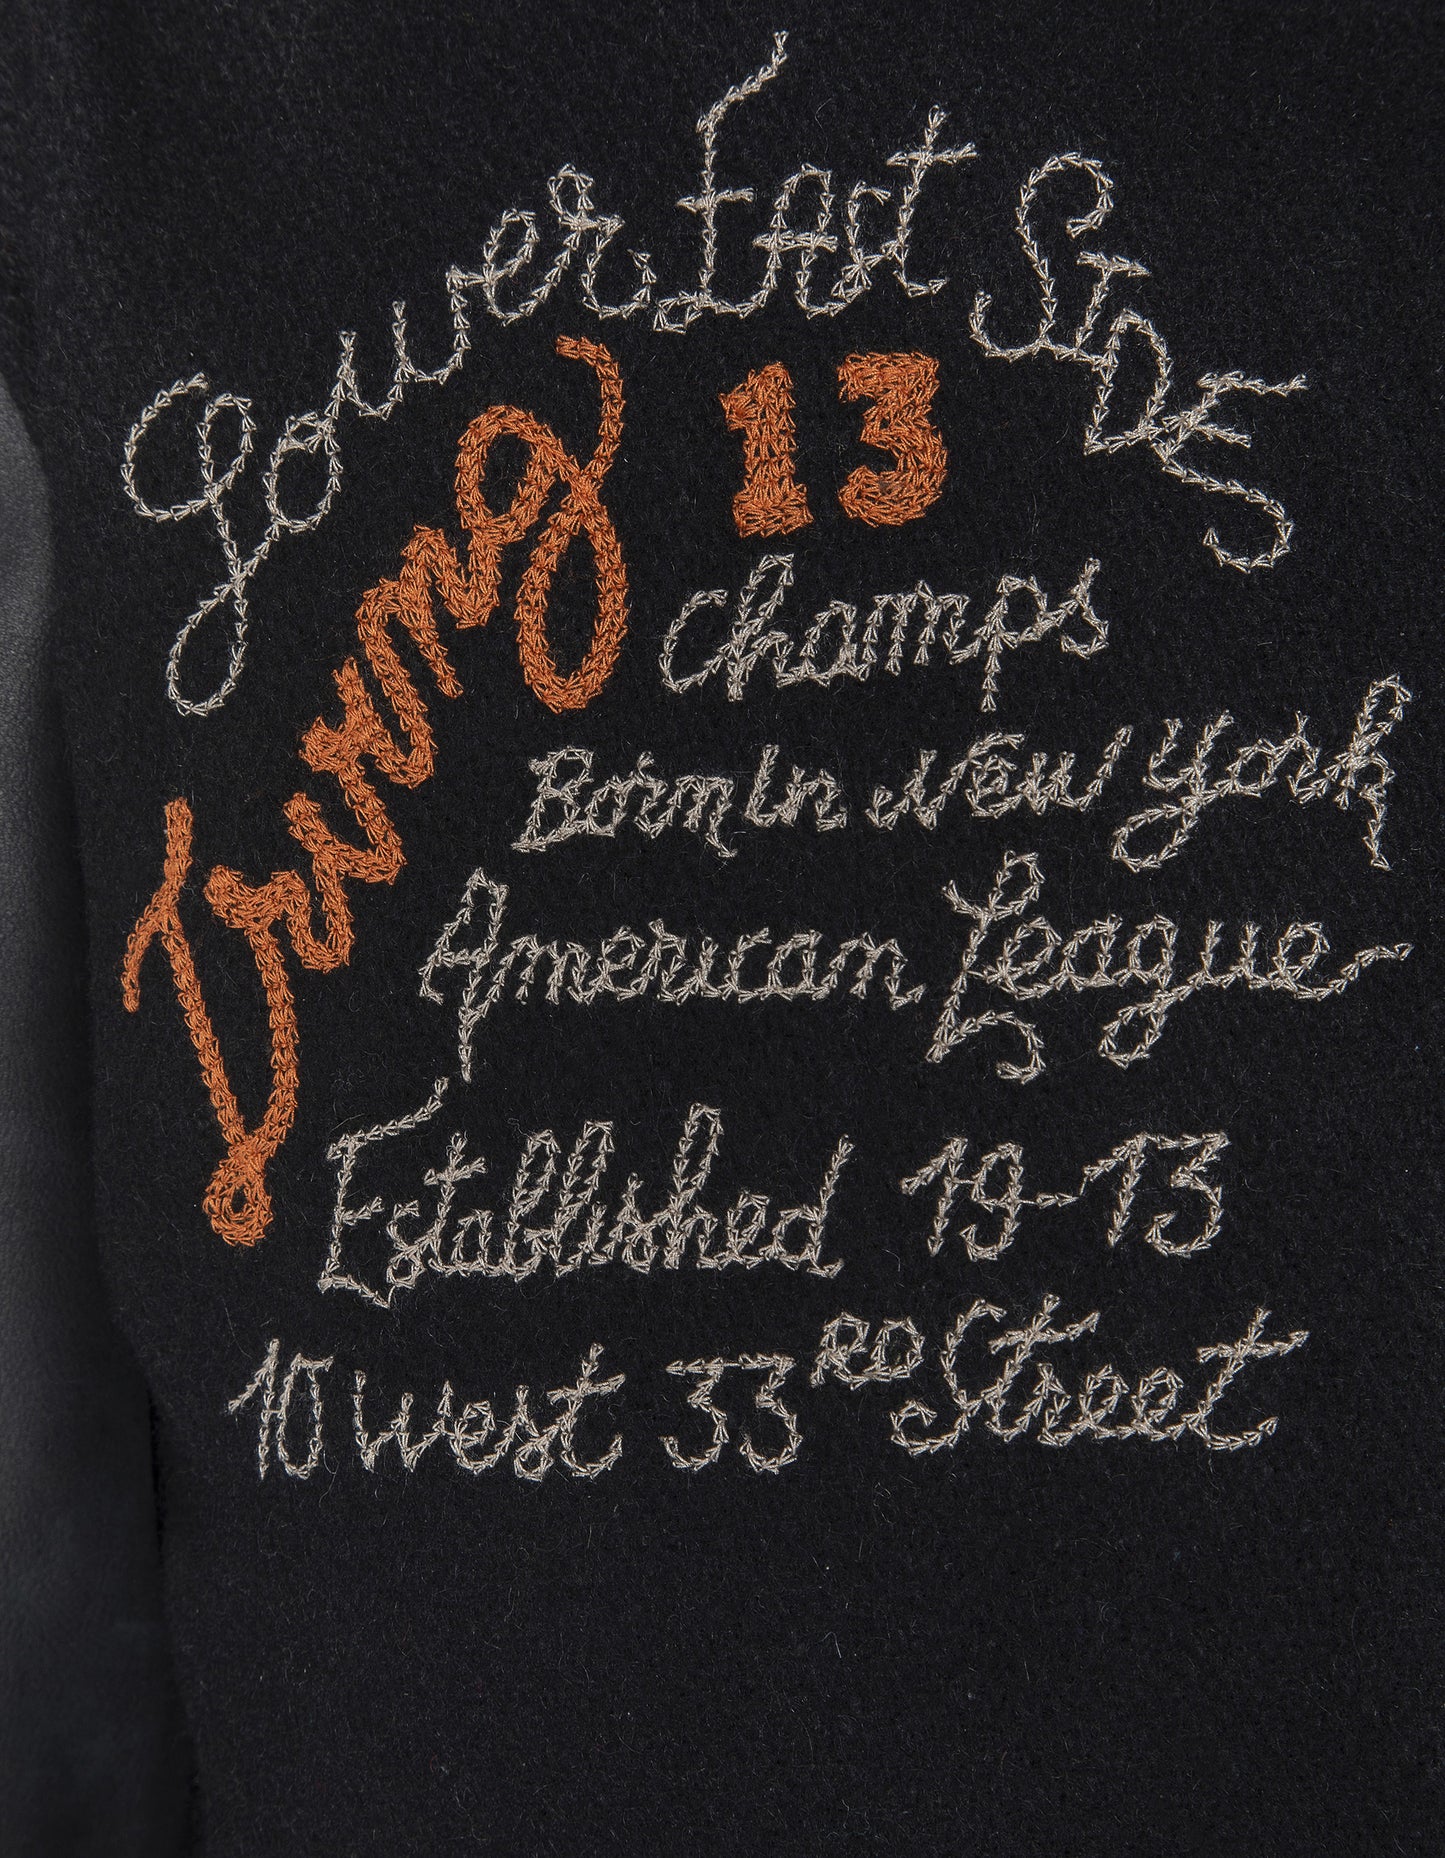 Lower East Side
Irving 13
Champs
Born In New York
American League
Established 19-13
10 West 33RD Street